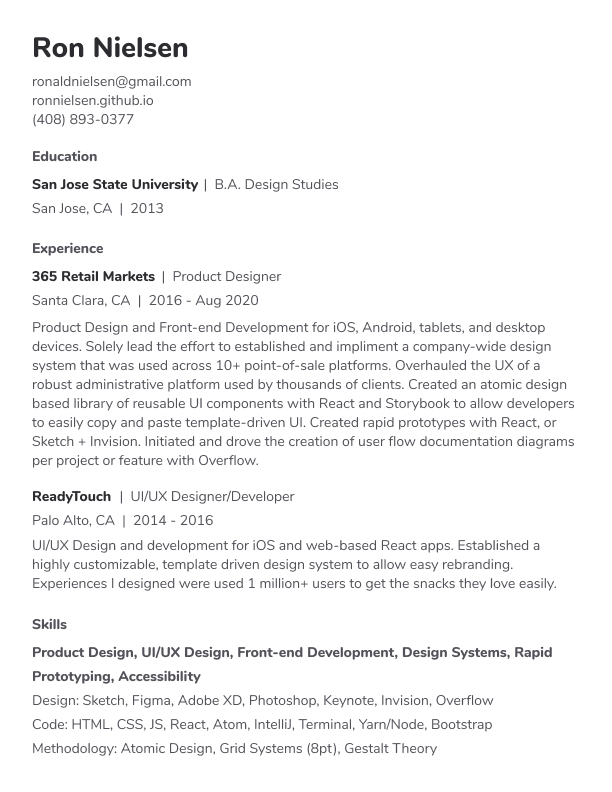 Ron Nielsen
ronaldnielsen@gmail.com
ronnielsen.github.io
(408) 893-0377
Education
San Jose State University | B.A. Design Studies
San Jose, CA | 2013
Experience
365 Retail Markets | Product Designer
Santa Clara, CA | 2016 - Aug 2020
Product Design and Front-end Development for iOS, Android, tablets, and desktop
devices. Solely lead the effort to established and impliment a company-wide design
system that was used across 10+ point-of-sale platforms. Overhauled the UX of a
robust administrative platform used by thousands of clients. Created an atomic design
based library of reusable UI components with React and Storybook to allow developers
to easily copy and paste template-driven UI. Created rapid prototypes with React, or
Sketch + Invision. Initiated and drove the creation of user flow documentation diagrams
per project or feature with Overflow.
ReadyTouch | UI/UX Designer/Developer
Palo Alto, CA | 2014 - 2016
UI/UX Design and development for iOS and web-based React apps. Established a
highly customizable, template driven design system to allow easy rebranding.
Experiences I designed were used 1 million+ users to get the snacks they love easily.
Skills
Product Design, UI/UX Design, Front-end Development, Design Systems, Rapid
Prototyping, Accessibility
Design: Sketch, Figma, Adobe XD, Photoshop, Keynote, Invision, Overflow
Code: HTML, CSS, JS, React, Atom, IntelliJ, Terminal, Yarn/Node, Bootstrap
Methodology: Atomic Design, Grid Systems (8pt), Gestalt Theory